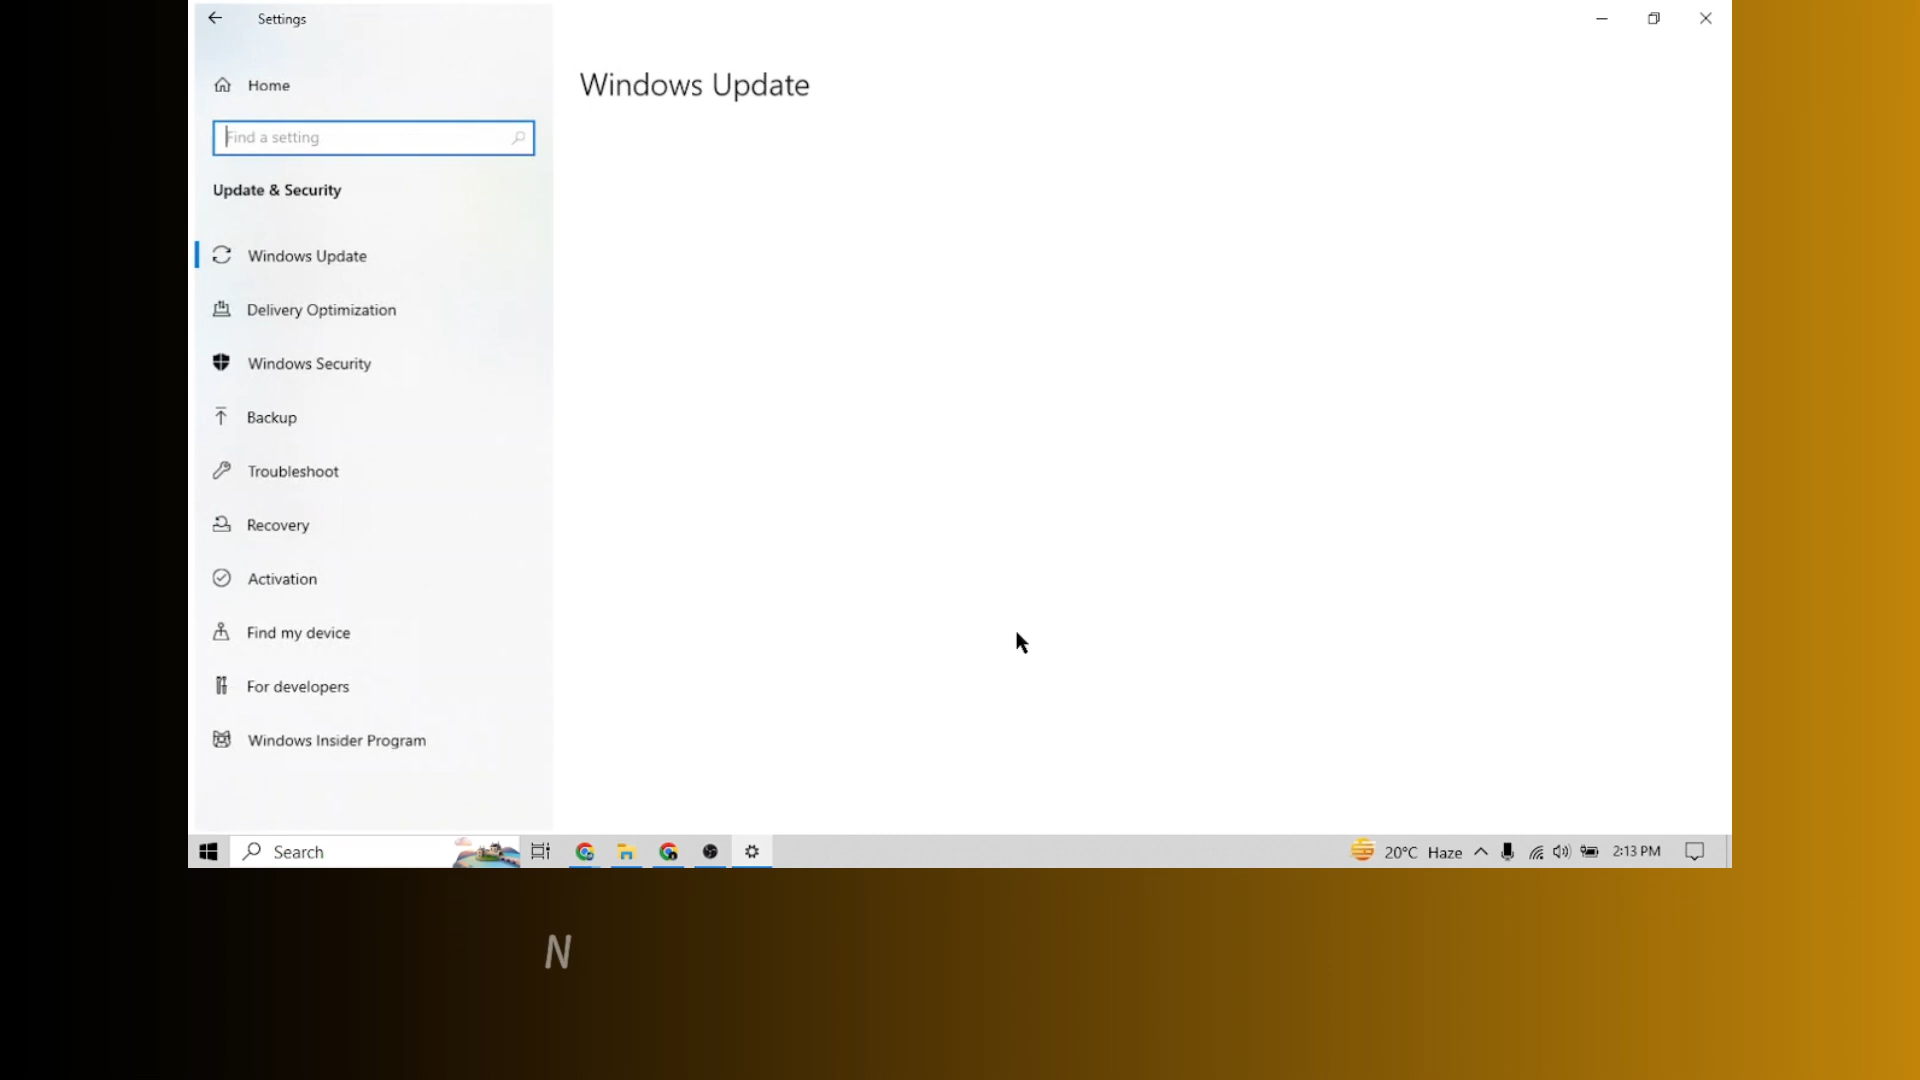 Settings
Home
Windows Update
Find a setting
Update & Security
Windows Update
Delivery Optimization
Windows Security
Backup
Troubleshoot
Recovery
Activation
Find my device
For developers
Windows Insider Program
Search
20°C Haze
2:13 PM
N